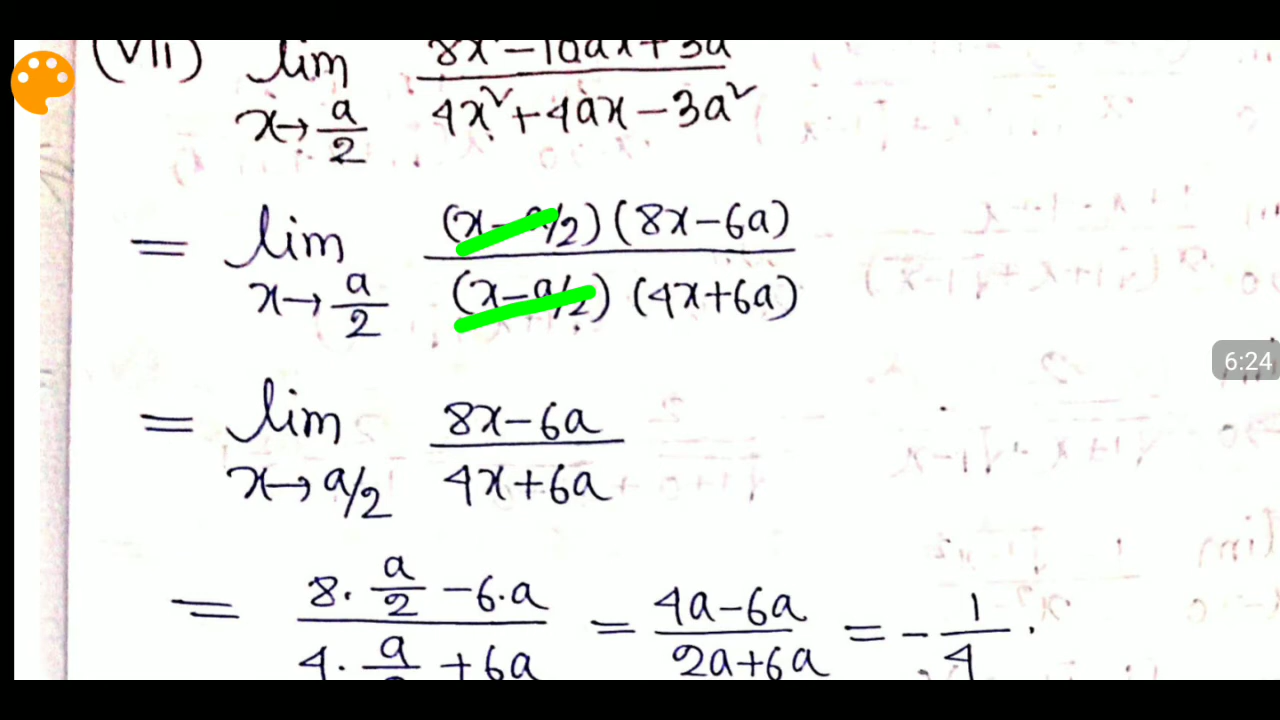 (VII) lim 8x² – 10ax + 3a²
x→a/2 4x² + 4ax – 3a²
= lim (x – a/2) (8x – 6a)
x→a/2 (x – a/2) (4x + 6a)
= lim 8x – 6a
x→a/2 4x + 6a
= 8 · a/2 – 6 · a = 4a – 6a = – 1/4 .
4 · a/2 + 6a 2a + 6a
6:24